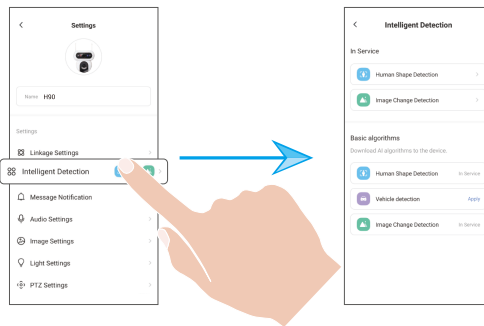 Settings
Name H90
Settings
Linkage Settings
Intelligent Detection
Message Notification
Audio Settings
Image Settings
Light Settings
PTZ Settings
Intelligent Detection
In Service
Human Shape Detection
Image Change Detection
Basic algorithms
Download AI algorithms to the device.
Human Shape Detection In Service
Vehicle detection Apply
Image Change Detection In Service